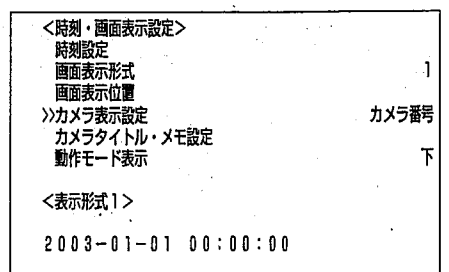 <時刻・画面表示設定>
時刻設定
画面表示形式 1
画面表示位置
>>カメラ表示設定 カメラ番号
カメラタイトル・メモ設定
動作モード表示 下
<表示形式1>
2003-01-01 00:00:00